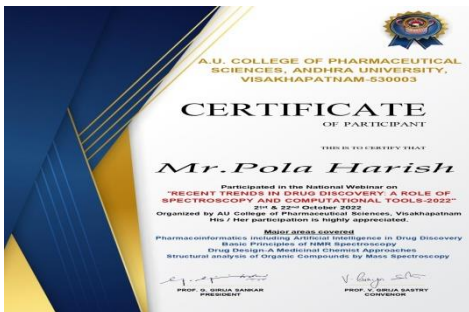 A.U. COLLEGE OF PHARMACEUTICAL
SCIENCES, ANDHRA UNIVERSITY,
VISAKHAPATNAM-530003
CERTIFICATE
OF PARTICIPANT
THIS IS TO CERTIFY THAT
Mr.Pola Harish
Participated in the National Webinar on
"RECENT TRENDS IN DRUG DISCOVERY: A ROLE OF
SPECTROSCOPY AND COMPUTATIONAL TOOLS-2022"
21st & 22nd October 2022
Organized by AU College of Pharmaceutical Sciences, Visakhapatnam
His / Her participation is highly appreciated.
Major areas covered
Pharmacoinformatics including Artificial Intelligence in Drug Discovery
Basic Principles of NMR Spectroscopy
Drug Design-A Medicinal Chemist Approaches
Structural analysis of Organic Compounds by Mass Spectroscopy
PROF. G. GIRIJA SANKAR
PRESIDENT
PROF. V. GIRIJA SASTRY
CONVENOR